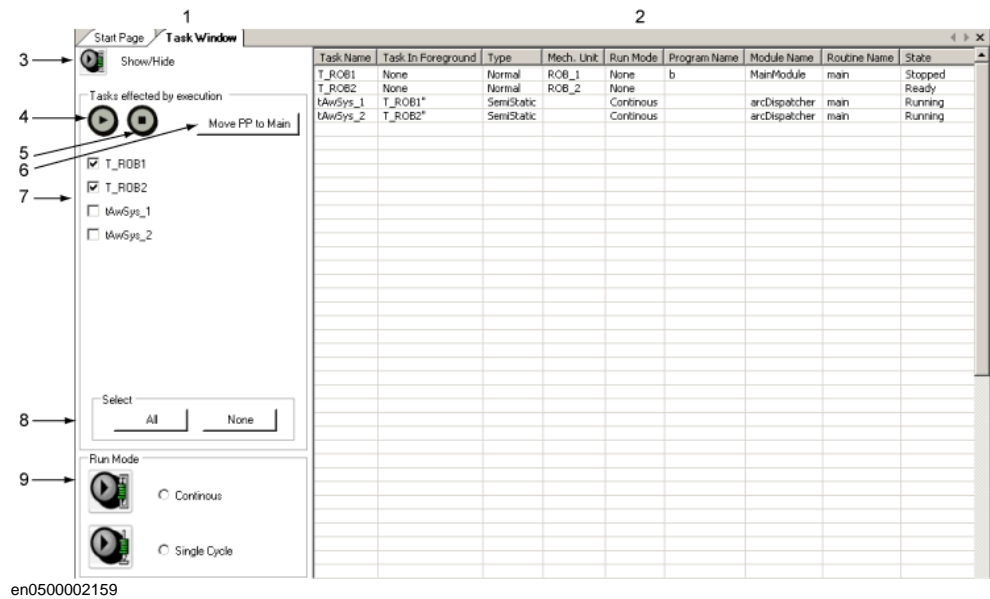 1 2
Start Page Task Window
3 Show/Hide
Task Name Task In Foreground Type Mech. Unit Run Mode Program Name Module Name Routine Name State
T_ROB1 None Normal ROB_1 None b MainModule main Stopped
T_ROB2 None Normal ROB_2 None Ready
tAwSys_1 T_ROB1" SemiStatic Continous arcDispatcher main Running
tAwSys_2 T_ROB2" SemiStatic Continous arcDispatcher main Running
Tasks effected by execution
4 Move PP to Main
5
6
T_ROB1
T_ROB2
7
tAwSys_1
tAwSys_2
Select
8 All None
Run Mode
9 Continous
Single Cycle
en0500002159